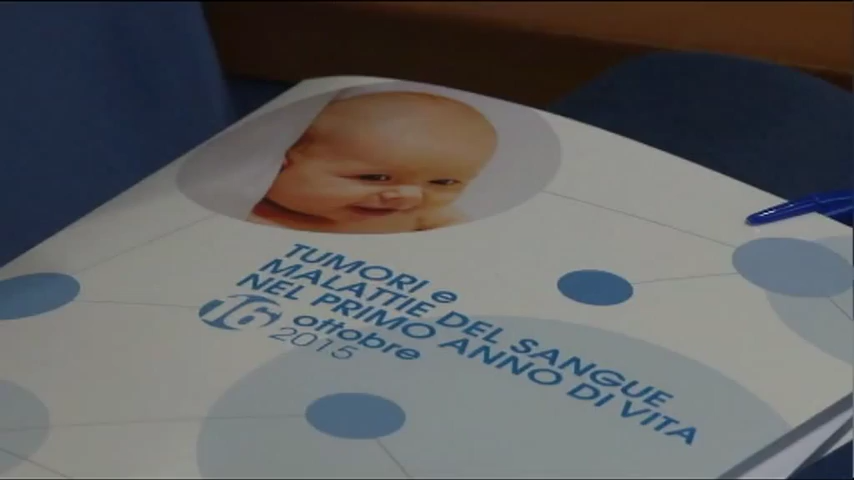 TUMORI e
MALATTIE DEL SANGUE
NEL PRIMO ANNO DI VITA
16 ottobre
2015